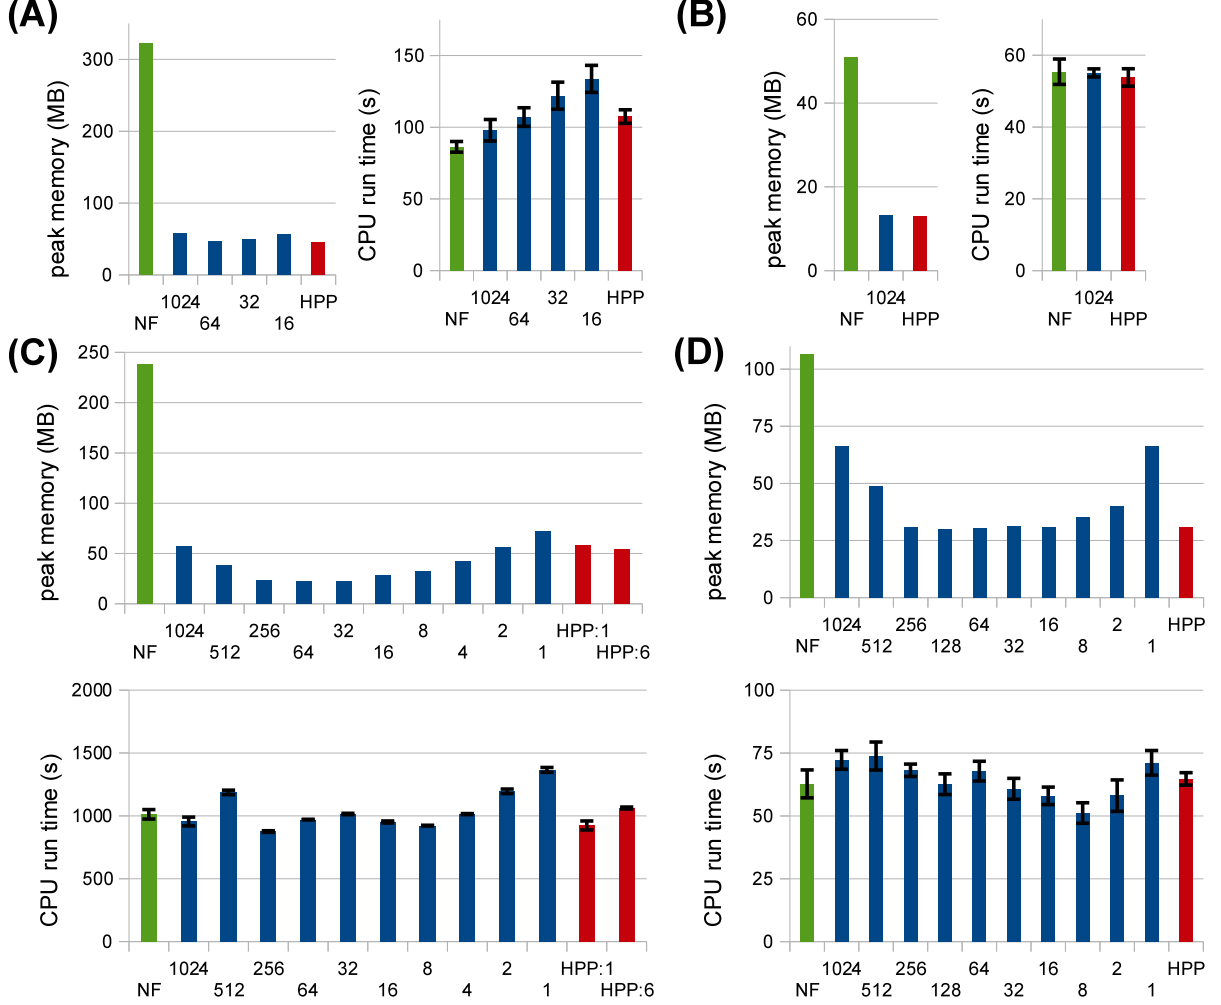 (A)
peak memory (MB)
300
200
100
0
1024 32 HPP
NF 64 16
CPU run time (s)
150
100
50
0
1024 32 HPP
NF 64 16
(B)
peak memory (MB)
60
40
20
0
1024
NF HPP
CPU run time (s)
60
40
20
0
1024
NF HPP
(C)
peak memory (MB)
250
200
150
100
50
0
1024 256 32 8 2 HPP:1
NF 512 64 16 4 1 HPP:6
CPU run time (s)
2000
1500
1000
500
0
1024 256 32 8 2 HPP:1
NF 512 64 16 4 1 HPP:6
(D)
peak memory (MB)
100
75
50
25
0
1024 256 64 16 2 HPP
NF 512 128 32 8 1
CPU run time (s)
100
75
50
25
0
1024 256 64 16 2 HPP
NF 512 128 32 8 1